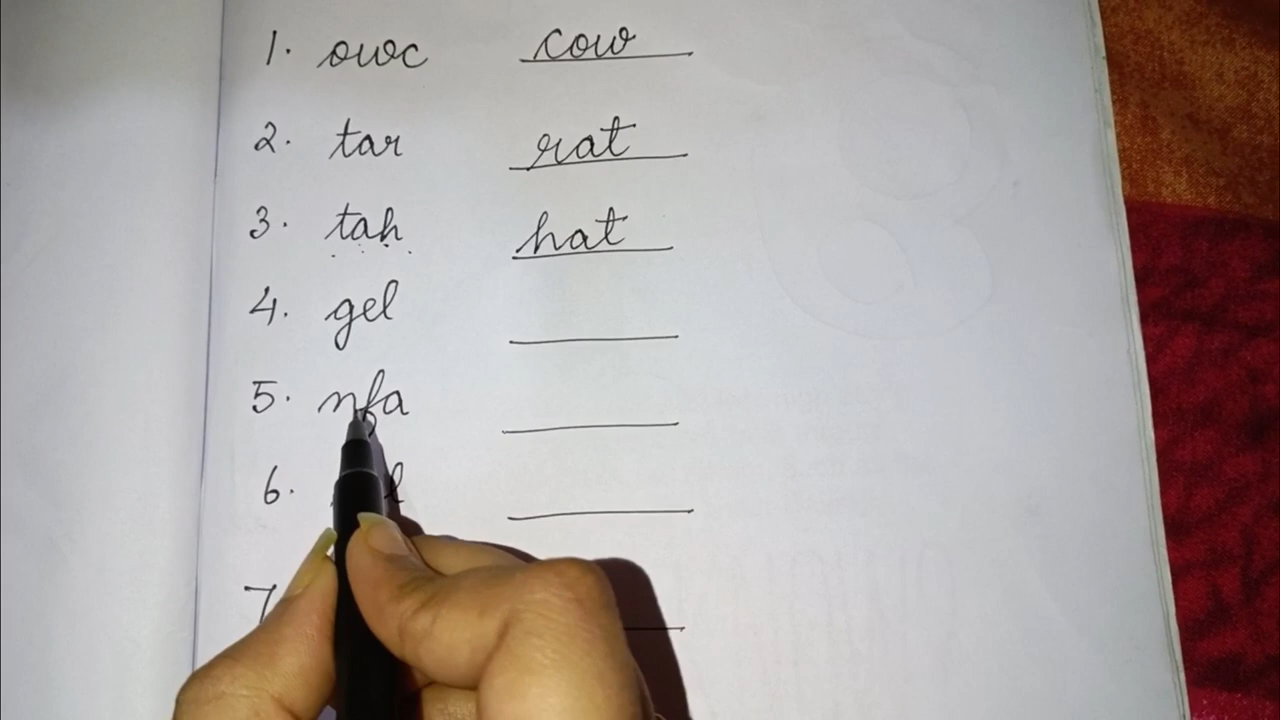 1. owc cow
2. tar rat
3. tah hat
4. gel
5. nfa
6.
7